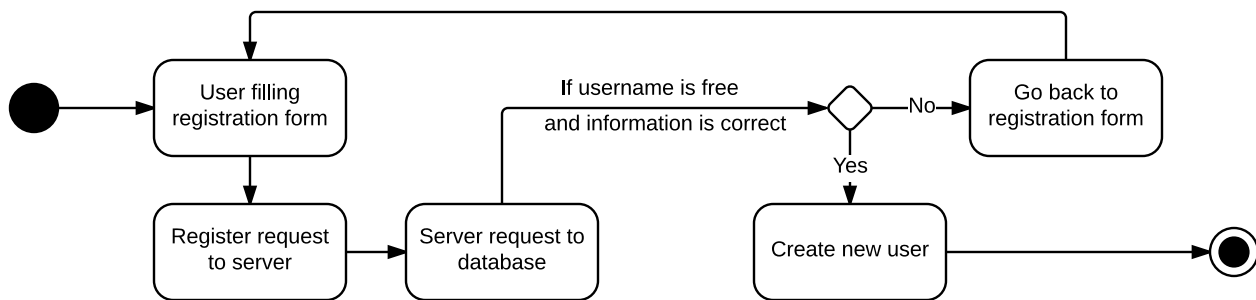 User filling
registration form
Register request
to server
Server request to
database
If username is free
and information is correct
No
Go back to
registration form
Yes
Create new user